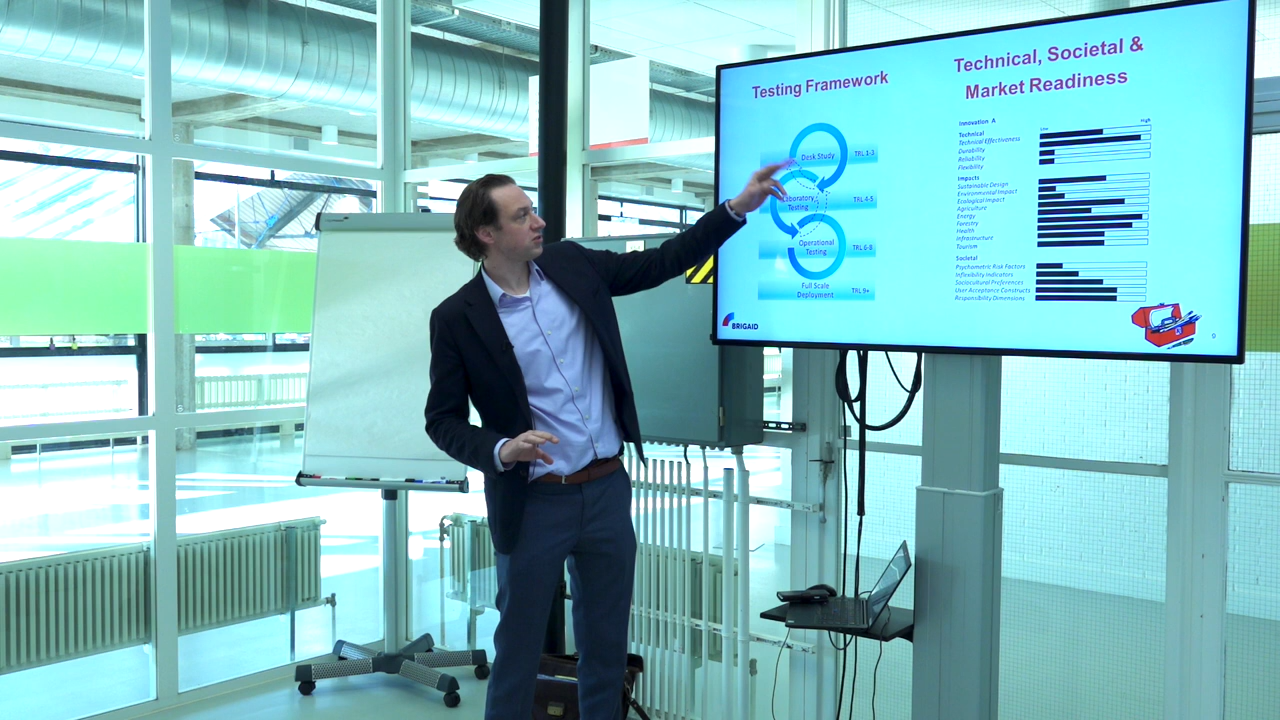 Testing Framework
Desk Study
TRL 1-3
Laboratory
Testing
TRL 4-5
Operational
Testing
TRL 6-8
Full Scale
Deployment
TRL 9+
BRIGAID
Technical, Societal &
Market Readiness
Innovation A
Low
High
Technical
Technical Effectiveness
Durability
Reliability
Flexibility
Impacts
Sustainable Design
Environmental Impact
Ecological Impact
Agriculture
Energy
Forestry
Health
Infrastructure
Tourism
Societal
Psychometric Risk Factors
Inflexibility Indicators
Sociocultural Preferences
User Acceptance Constructs
Responsibility Dimensions
9